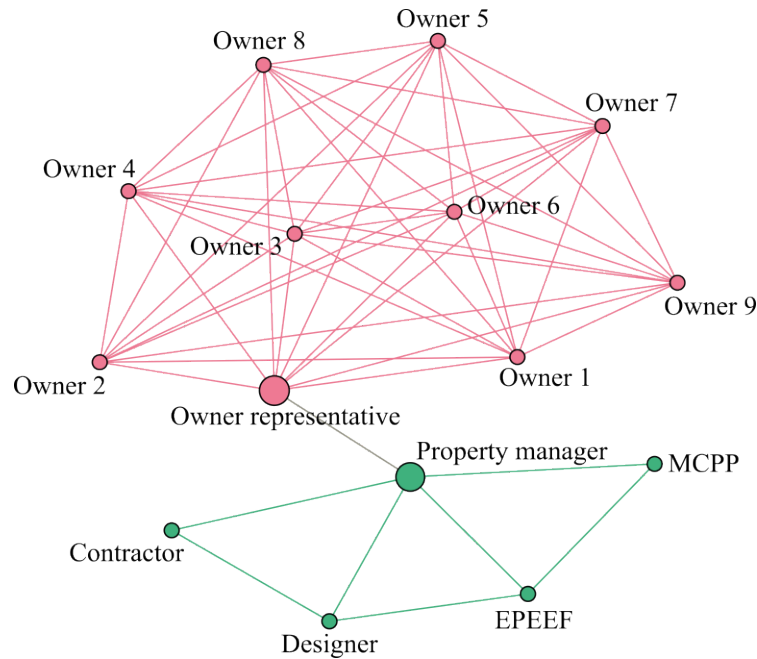 Owner 5
Owner 8
Owner 7
Owner 4
Owner 6
Owner 3
Owner 9
Owner 1
Owner 2
Owner representative
Property manager
MCPP
Contractor
EPEEF
Designer